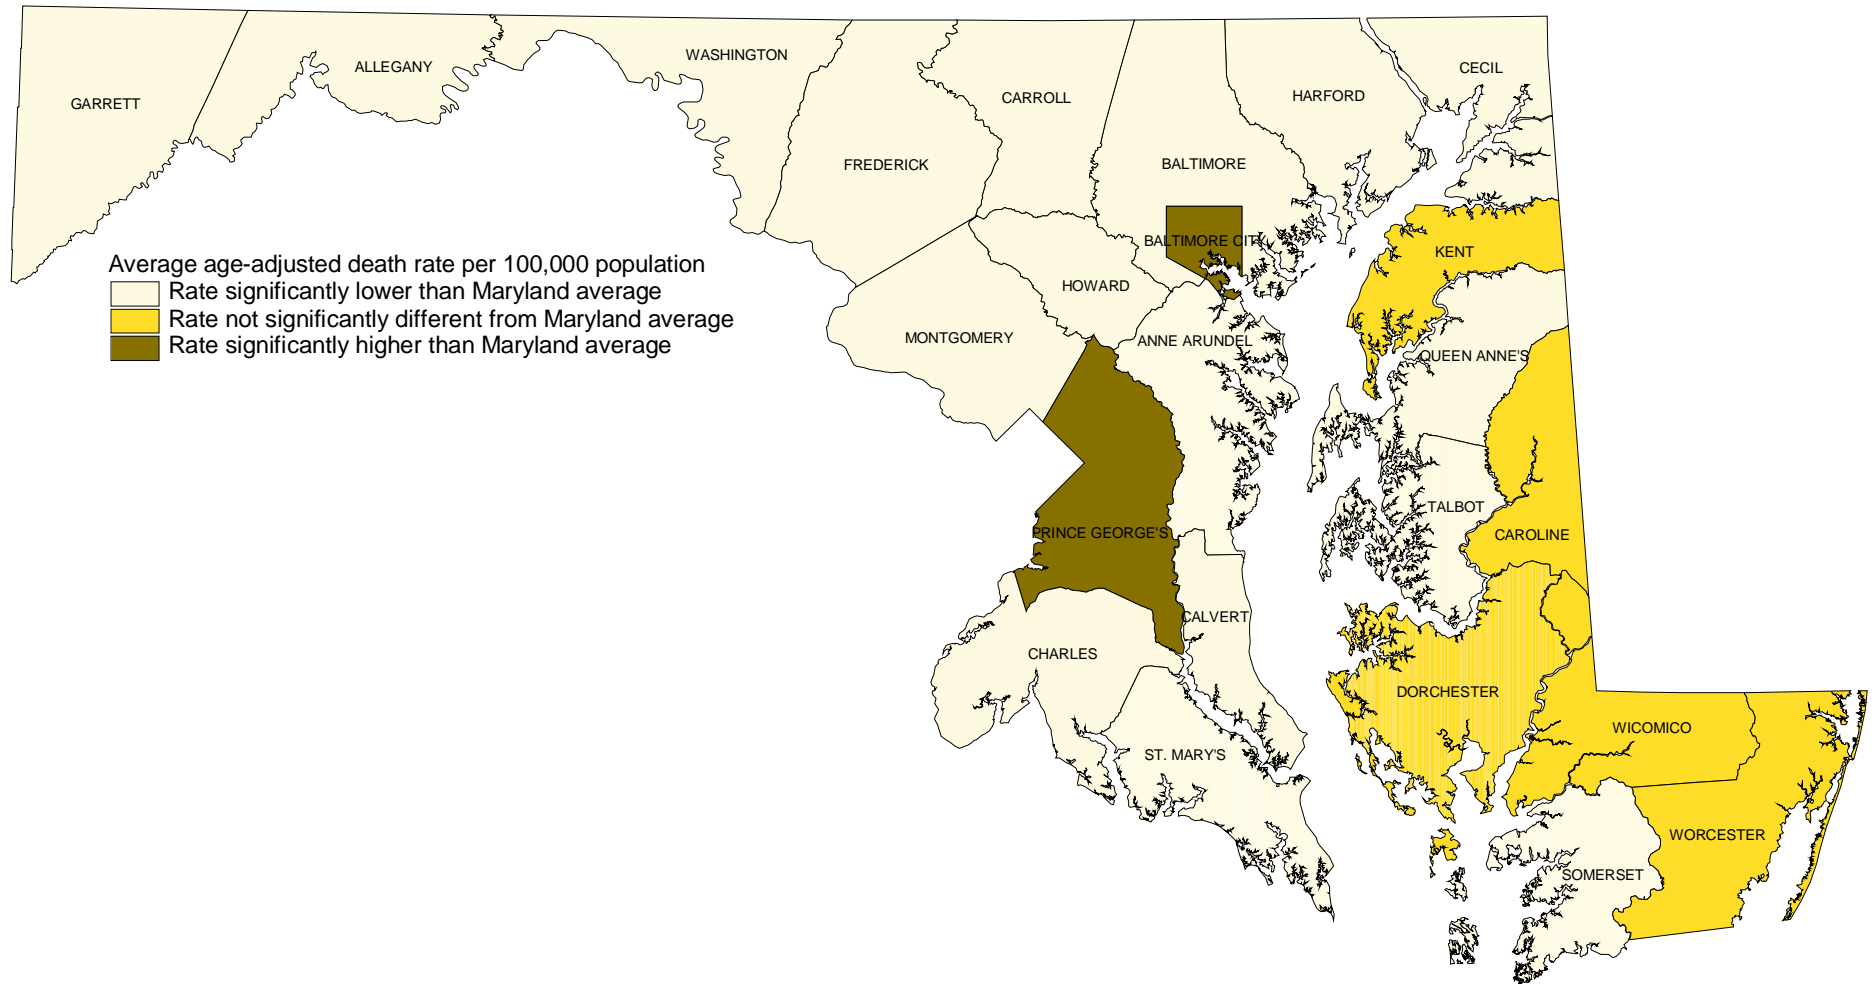 ALLEGANY
WASHINGTON
CECIL
GARRETT
CARROLL
HARFORD
FREDERICK
BALTIMORE
BALTIMORE CITY
KENT
Average age-adjusted death rate per 100,000 population
Rate significantly lower than Maryland average
Rate not significantly different from Maryland average
Rate significantly higher than Maryland average
HOWARD
MONTGOMERY
ANNE ARUNDEL
QUEEN ANNE'S
TALBOT
PRINCE GEORGE'S
CAROLINE
CALVERT
CHARLES
DORCHESTER
WICOMICO
ST. MARY'S
WORCESTER
SOMERSET